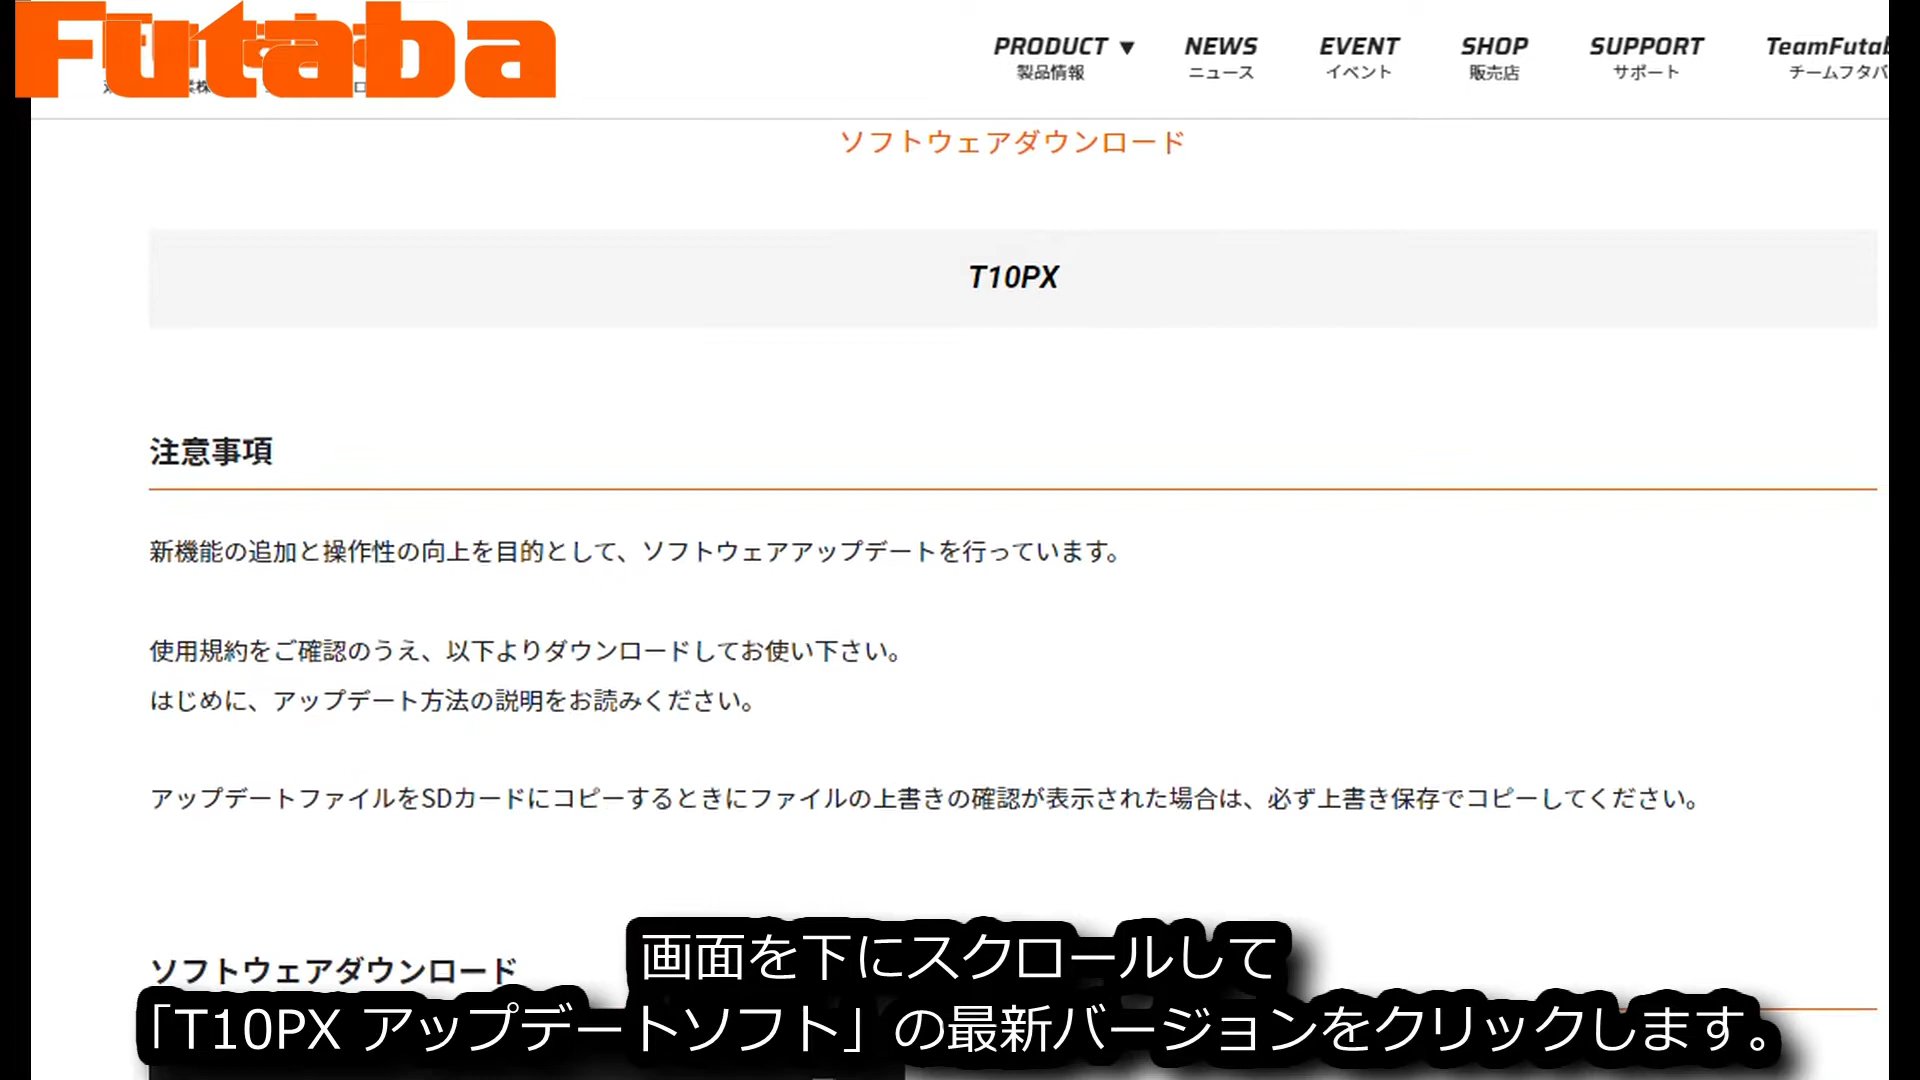 Futaba
PRODUCT ▼
製品情報
NEWS
ニュース
EVENT
イベント
SHOP
販売店
SUPPORT
サポート
ソフトウェアダウンロード
T10PX
注意事項
新機能の追加と操作性の向上を目的として、ソフトウェアアップデートを行っています。
使用規約をご確認のうえ、以下よりダウンロードしてお使い下さい。
はじめに、アップデート方法の説明をお読みください。
アップデートファイルをSDカードにコピーするときにファイルの上書きの確認が表示された場合は、必ず上書き保存でコピーしてください。
ソフトウェアダウンロード
画面を下にスクロールして
「T10PX アップデートソフト」の最新バージョンをクリックします。